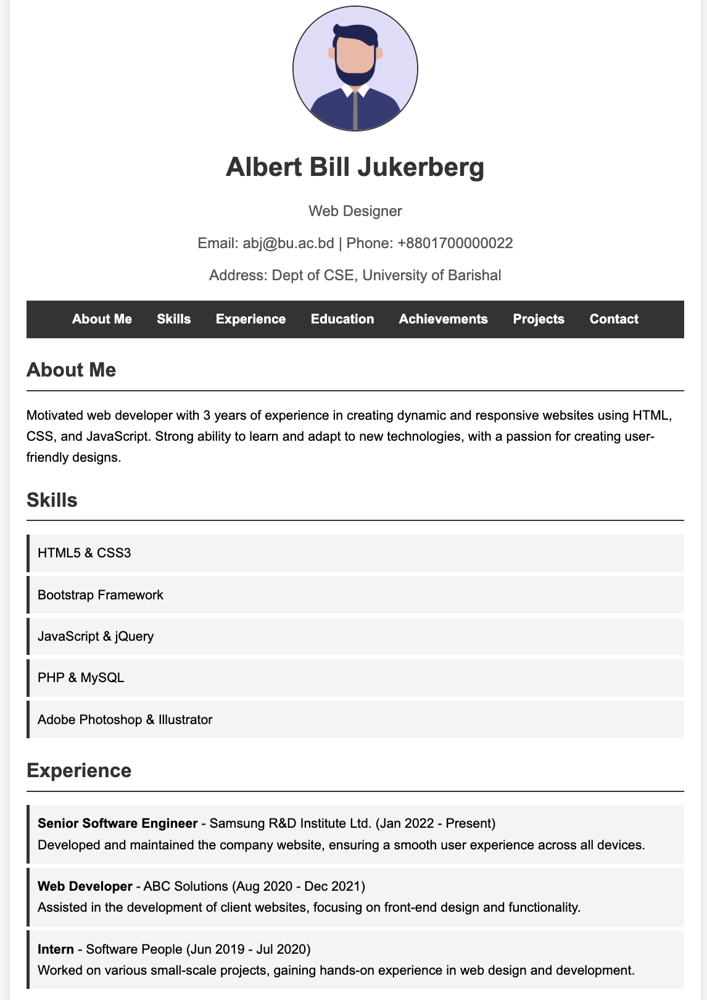 Albert Bill Jukerberg
Web Designer
Email: abj@bu.ac.bd | Phone: +8801700000022
Address: Dept of CSE, University of Barishal
About Me Skills Experience Education Achievements Projects Contact
About Me
Motivated web developer with 3 years of experience in creating dynamic and responsive websites using HTML,
CSS, and JavaScript. Strong ability to learn and adapt to new technologies, with a passion for creating user-
friendly designs.
Skills
HTML5 & CSS3
Bootstrap Framework
JavaScript & jQuery
PHP & MySQL
Adobe Photoshop & Illustrator
Experience
Senior Software Engineer - Samsung R&D Institute Ltd. (Jan 2022 - Present)
Developed and maintained the company website, ensuring a smooth user experience across all devices.
Web Developer - ABC Solutions (Aug 2020 - Dec 2021)
Assisted in the development of client websites, focusing on front-end design and functionality.
Intern - Software People (Jun 2019 - Jul 2020)
Worked on various small-scale projects, gaining hands-on experience in web design and development.